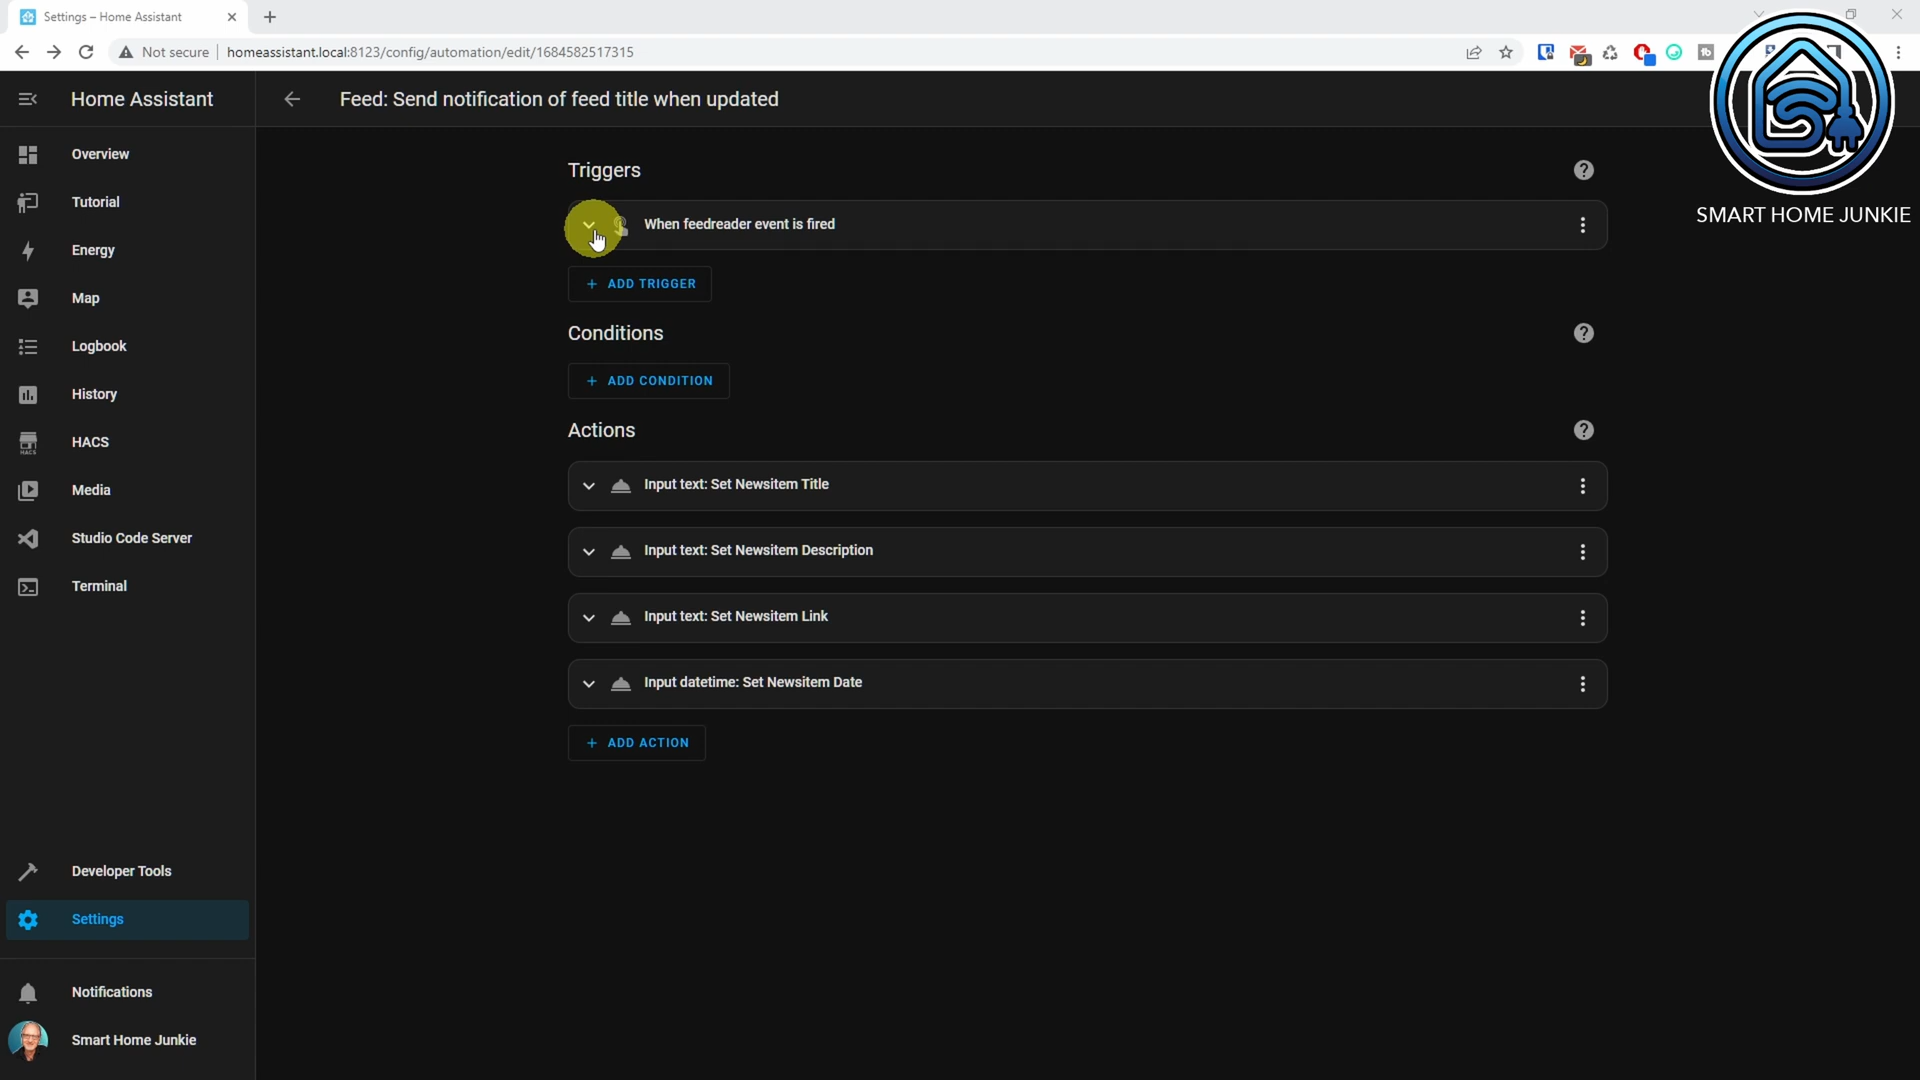 Settings – Home Assistant
Not secure
homeassistant.local:8123/config/automation/edit/1684582517315
Home Assistant
Feed: Send notification of feed title when updated
SMART HOME JUNKIE
Overview
Tutorial
Energy
Map
Logbook
History
HACS
HACS
Media
Studio Code Server
Terminal
Developer Tools
Settings
Notifications
Smart Home Junkie
Triggers
When feedreader event is fired
+ ADD TRIGGER
Conditions
+ ADD CONDITION
Actions
Input text: Set Newsitem Title
Input text: Set Newsitem Description
Input text: Set Newsitem Link
Input datetime: Set Newsitem Date
+ ADD ACTION